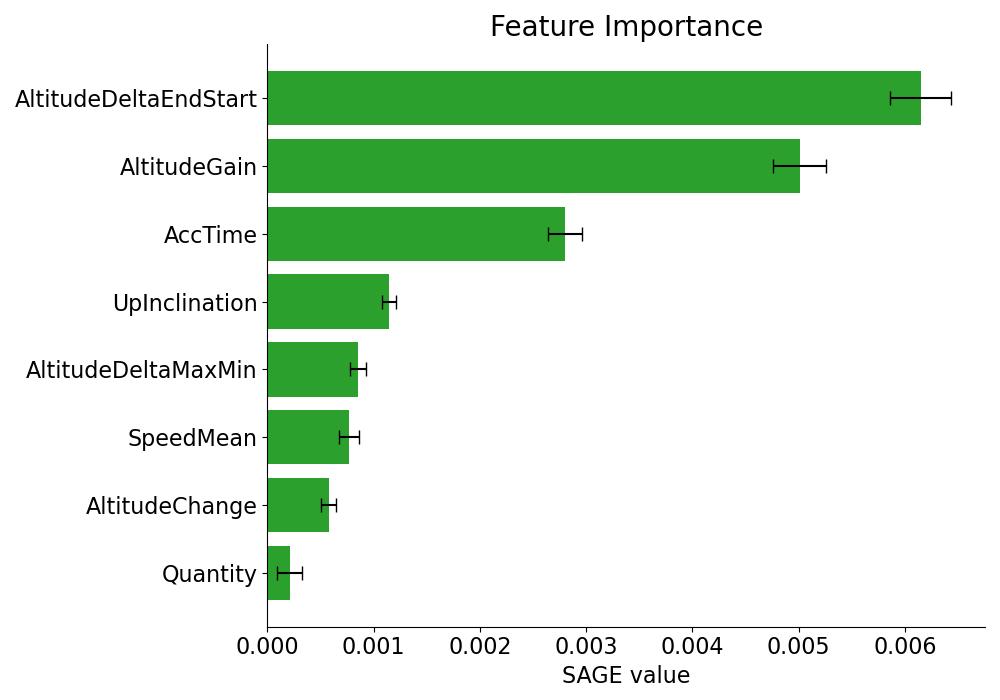 Feature Importance
AltitudeDeltaEndStart
AltitudeGain
AccTime
UpInclination
AltitudeDeltaMaxMin
SpeedMean
AltitudeChange
Quantity
0.000 0.001 0.002 0.003 0.004 0.005 0.006
SAGE value